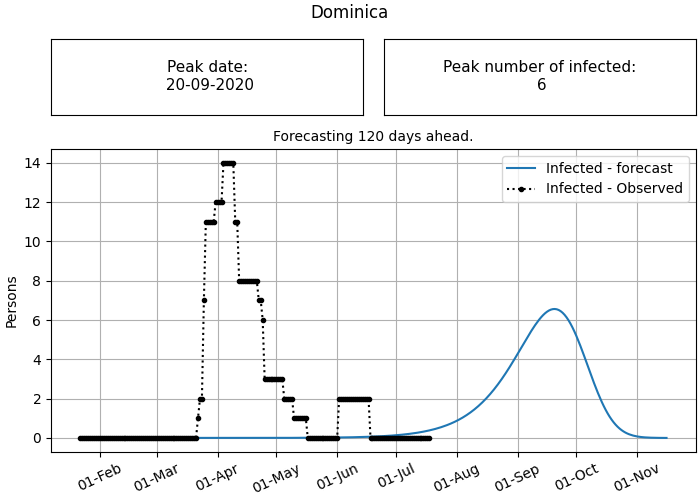 Dominica
Peak date:
20-09-2020
Peak number of infected:
6
Forecasting 120 days ahead.
Infected - forecast
Infected - Observed
Persons
14
12
10
8
6
4
2
0
01-Feb
01-Mar
01-Apr
01-May
01-Jun
01-Jul
01-Aug
01-Sep
01-Oct
01-Nov